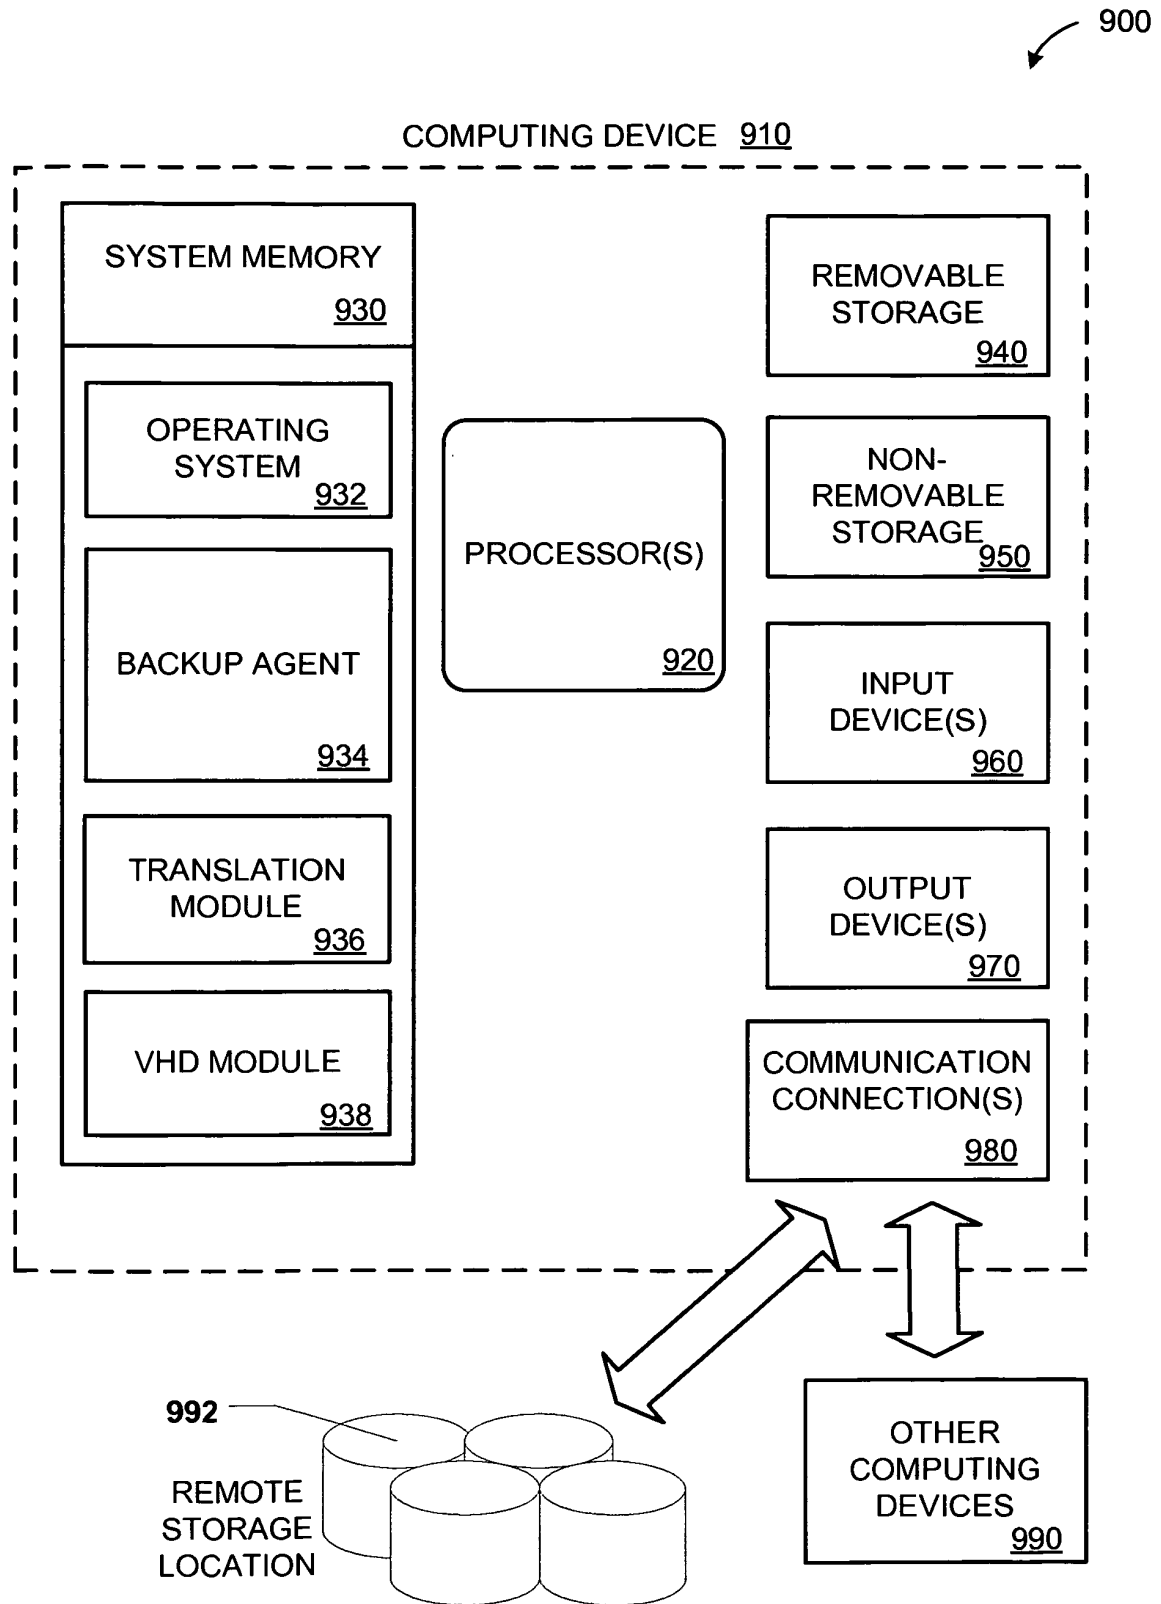 900
COMPUTING DEVICE 910
SYSTEM MEMORY
930
OPERATING
SYSTEM
932
BACKUP AGENT
934
TRANSLATION
MODULE
936
VHD MODULE
938
PROCESSOR(S)
920
REMOVABLE
STORAGE
940
NON-
REMOVABLE
STORAGE
950
INPUT
DEVICE(S)
960
OUTPUT
DEVICE(S)
970
COMMUNICATION
CONNECTION(S)
980
992
REMOTE
STORAGE
LOCATION
OTHER
COMPUTING
DEVICES
990